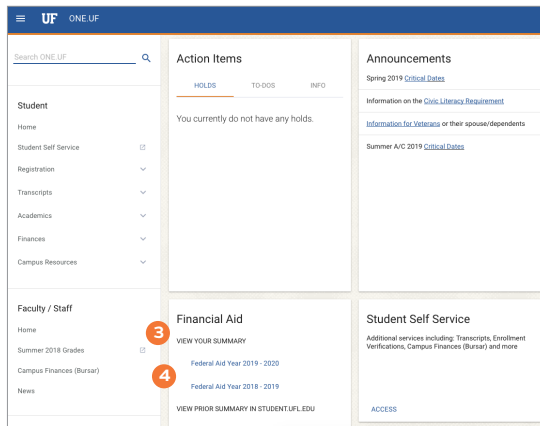 UF ONE.UF
Search ONE.UF
Student
Home
Student Self Service
Registration
Transcripts
Academics
Finances
Campus Resources
Faculty / Staff
Home
Summer 2018 Grades
Campus Finances (Bursar)
News
Action Items
HOLDS TO-DOS INFO
You currently do not have any holds.
Announcements
Spring 2019 Critical Dates
Information on the Civic Literacy Requirement
Information for Veterans or their spouse/dependents
Summer A/C 2019 Critical Dates
Financial Aid
3
VIEW YOUR SUMMARY
4
Federal Aid Year 2019 - 2020
Federal Aid Year 2018 - 2019
VIEW PRIOR SUMMARY IN STUDENT.UFL.EDU
Student Self Service
Additional services including: Transcripts, Enrollment
Verifications, Campus Finances (Bursar) and more
ACCESS